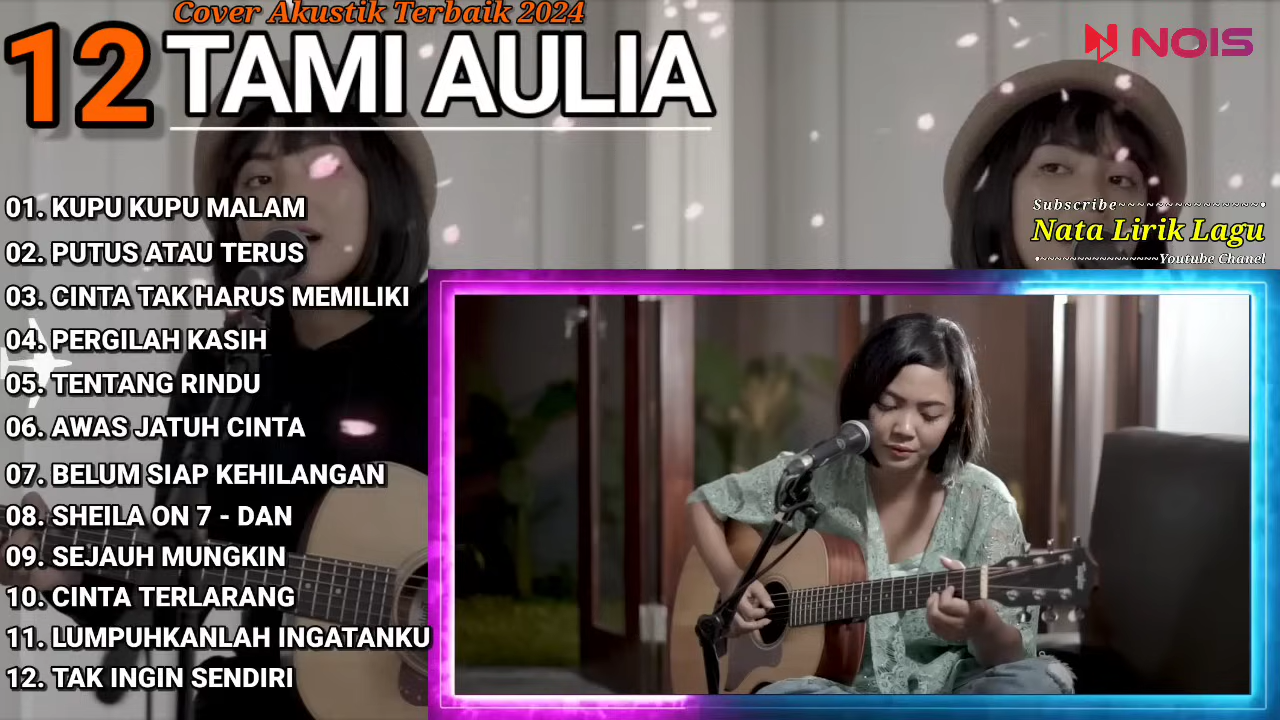 Cover Akustik Terbaik 2024
12 TAMI AULIA
NOIS
01. KUPU KUPU MALAM
02. PUTUS ATAU TERUS
03. CINTA TAK HARUS MEMILIKI
04. PERGILAH KASIH
05. TENTANG RINDU
06. AWAS JATUH CINTA
07. BELUM SIAP KEHILANGAN
08. SHEILA ON 7 - DAN
09. SEJAUH MUNGKIN
10. CINTA TERLARANG
11. LUMPUHKANLAH INGATANKU
12. TAK INGIN SENDIRI
Subscribe~~~~~~~~~~~~~~~•
Nata Lirik Lagu
•~~~~~~~~~~~~~~~~Youtube Chanel